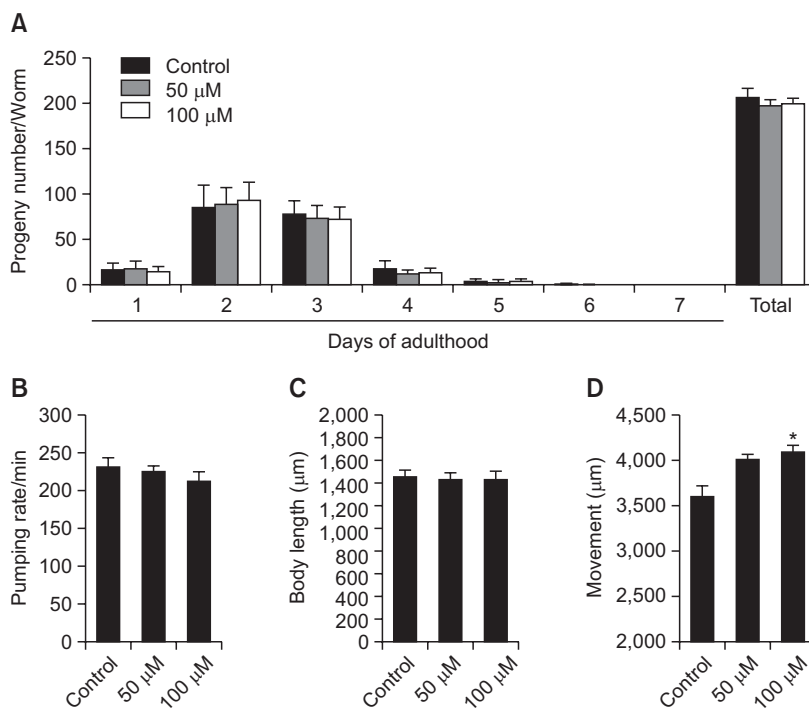 A
250
200
150
100
50
0
Progeny number/Worm
Control
50 μM
100 μM
1 2 3 4 5 6 7 Total
Days of adulthood
B
300
250
200
150
100
50
0
Pumping rate/min
Control
50 μM
100 μM
C
2,000
1,800
1,600
1,400
1,200
1,000
800
600
400
200
0
Body length (μm)
Control
50 μM
100 μM
D
4,500
4,000
3,500
3,000
2,500
2,000
Movement (μm)
*
Control
50 μM
100 μM